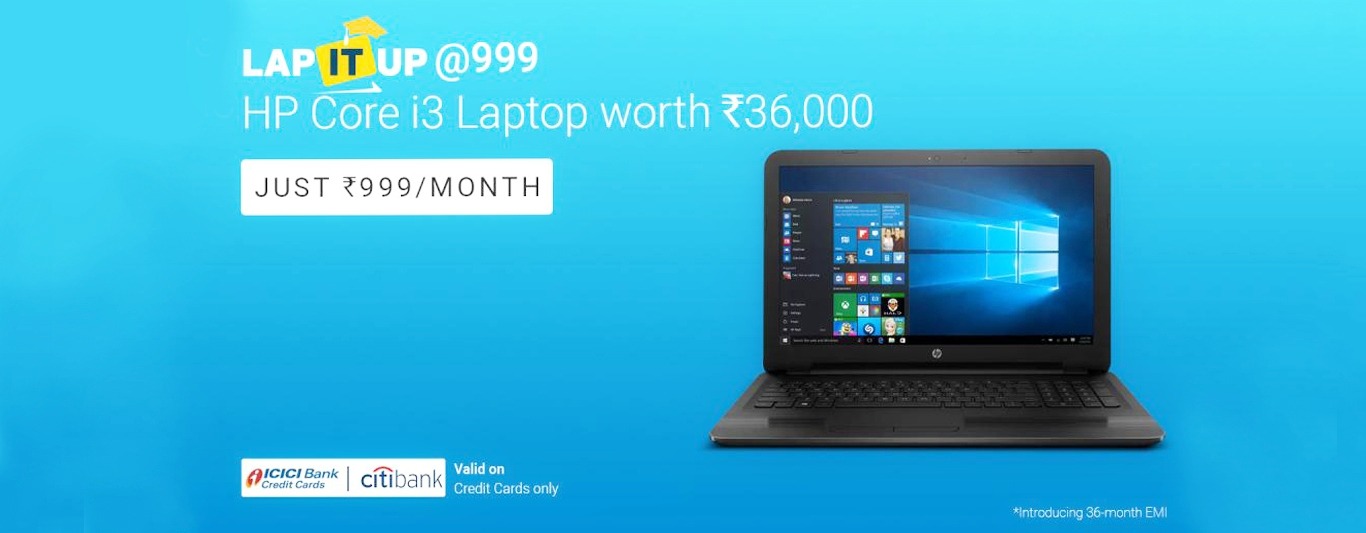 LAP IT UP @999
HP Core i3 Laptop worth ₹36,000
JUST ₹999/MONTH
ICICI Bank
Credit Cards
citibank
Valid on
Credit Cards only
*Introducing 36-month EMI